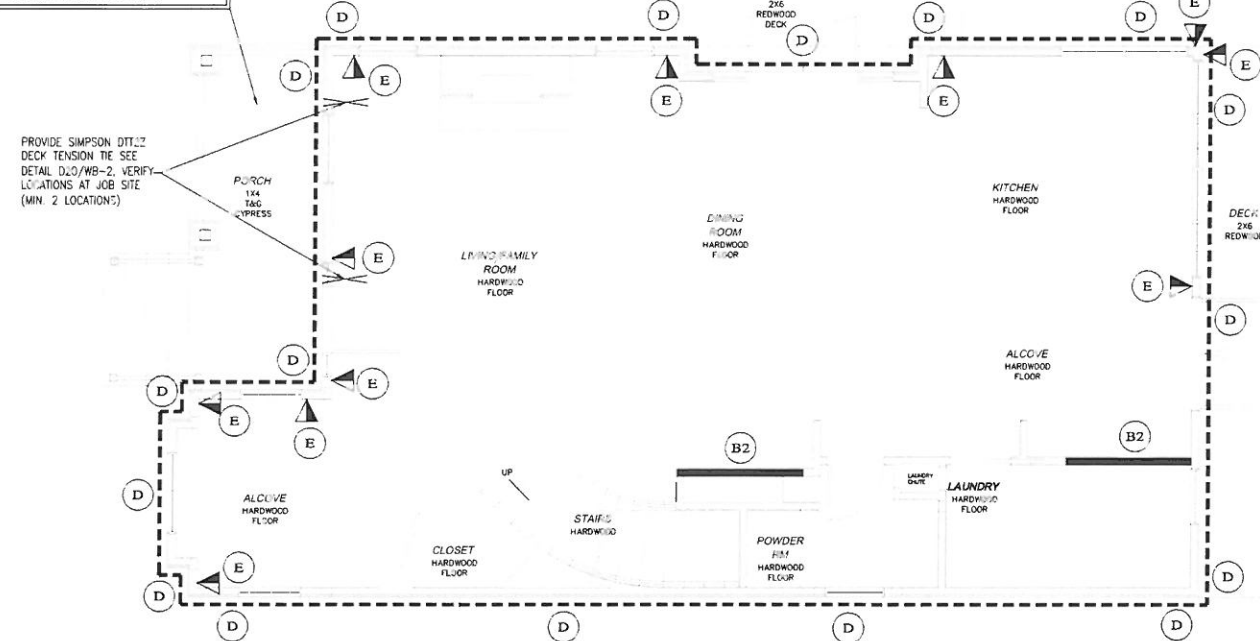 D
D
2X6
REDWOOD
DECK
D
D
D
E
D
E
E
E
E
D
PROVIDE SIMPSON DTT2Z
DECK TENSION TIE SEE
DETAIL D20/WB-2, VERIFY
LOCATIONS AT JOB SITE
(MIN. 2 LOCATIONS)
PORCH
1X4
T&G
CYPRESS
KITCHEN
HARDWOOD
FLOOR
DINING
ROOM
HARDWOOD
FLOOR
DECK
2X6
REDWOOD
LIVING/FAMILY
ROOM
HARDWOOD
FLOOR
E
E
D
D
E
D
E
E
ALCOVE
HARDWOOD
FLOOR
B2
B2
UP
LAUNDRY
CHUTE
LAUNDRY
HARDWOOD
FLOOR
D
ALCOVE
HARDWOOD
FLOOR
STAIRS
HARDWOOD
CLOSET
HARDWOOD
FLOOR
POWDER
RM
HARDWOOD
FLOOR
E
D
D
D
D
D
D